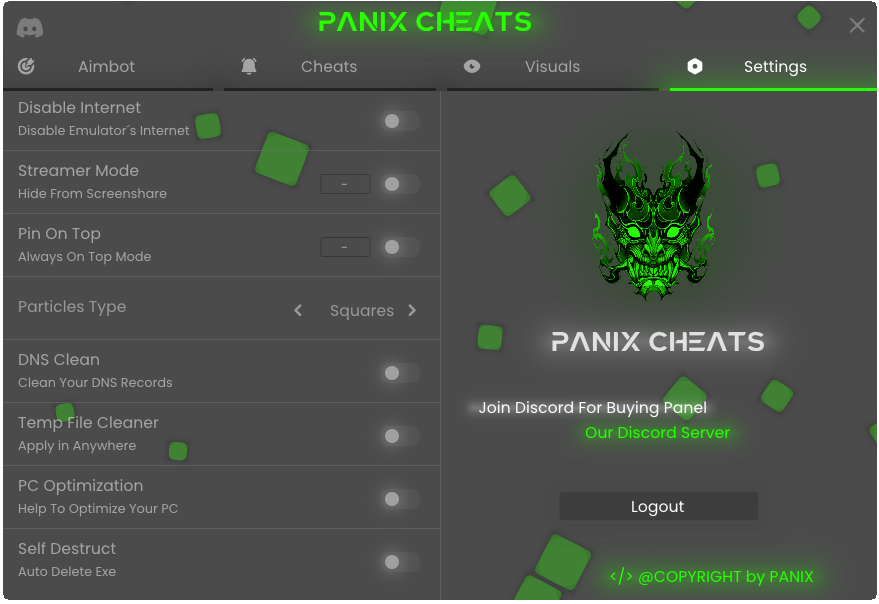 PANIX CHEATS
Aimbot
Cheats
Visuals
Settings
Disable Internet
Disable Emulator´s Internet
Streamer Mode
Hide From Screenshare
-
Pin On Top
Always On Top Mode
-
Particles Type
Squares
DNS Clean
Clean Your DNS Records
Temp File Cleaner
Apply in Anywhere
PC Optimization
Help To Optimize Your PC
Self Destruct
Auto Delete Exe
PANIX CHEATS
Join Discord For Buying Panel
Our Discord Server
Logout
</> @COPYRIGHT by PANIX